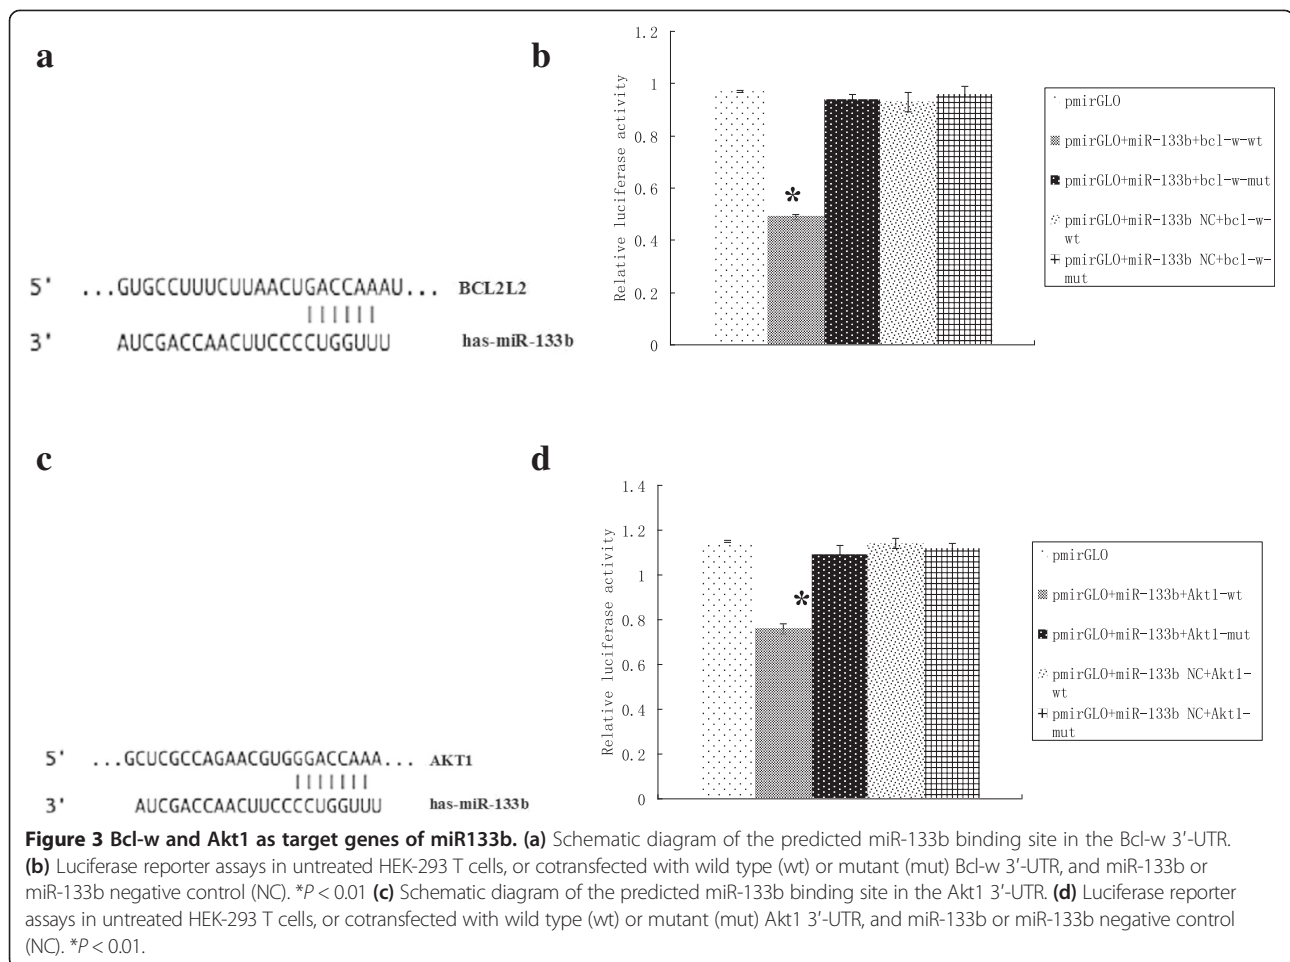 a
5' ...GUGCCUUUCUUAACUGACCAAAU... BCL2L2
3' AUCGACCAACUUCCCCUGGUUU has-miR-133b
b
Relative luciferase activity
1.2
1
0.8
0.6
0.4
0.2
0
*
pmirGLO
pmirGLO+miR-133b+bcl-w-wt
pmirGLO+miR-133b+bcl-w-mut
pmirGLO+miR-133b NC+bcl-w-
wt
pmirGLO+miR-133b NC+bcl-w-
mut
c
5' ...GCUCGCCAGAACGUGGGACCAAA... AKT1
3' AUCGACCAACUUCCCCUGGUUU has-miR-133b
d
Relative luciferase activity
1.4
1.2
1
0.8
0.6
0.4
0.2
0
*
pmirGLO
pmirGLO+miR-133b+Akt1-wt
pmirGLO+miR-133b+Akt1-mut
pmirGLO+miR-133b NC+Akt1-
wt
pmirGLO+miR-133b NC+Akt1-
mut
Figure 3 Bcl-w and Akt1 as target genes of miR133b. (a) Schematic diagram of the predicted miR-133b binding site in the Bcl-w 3′-UTR.
(b) Luciferase reporter assays in untreated HEK-293 T cells, or cotransfected with wild type (wt) or mutant (mut) Bcl-w 3′-UTR, and miR-133b or
miR-133b negative control (NC). *P < 0.01 (c) Schematic diagram of the predicted miR-133b binding site in the Akt1 3′-UTR. (d) Luciferase reporter
assays in untreated HEK-293 T cells, or cotransfected with wild type (wt) or mutant (mut) Akt1 3′-UTR, and miR-133b or miR-133b negative control
(NC). *P < 0.01.